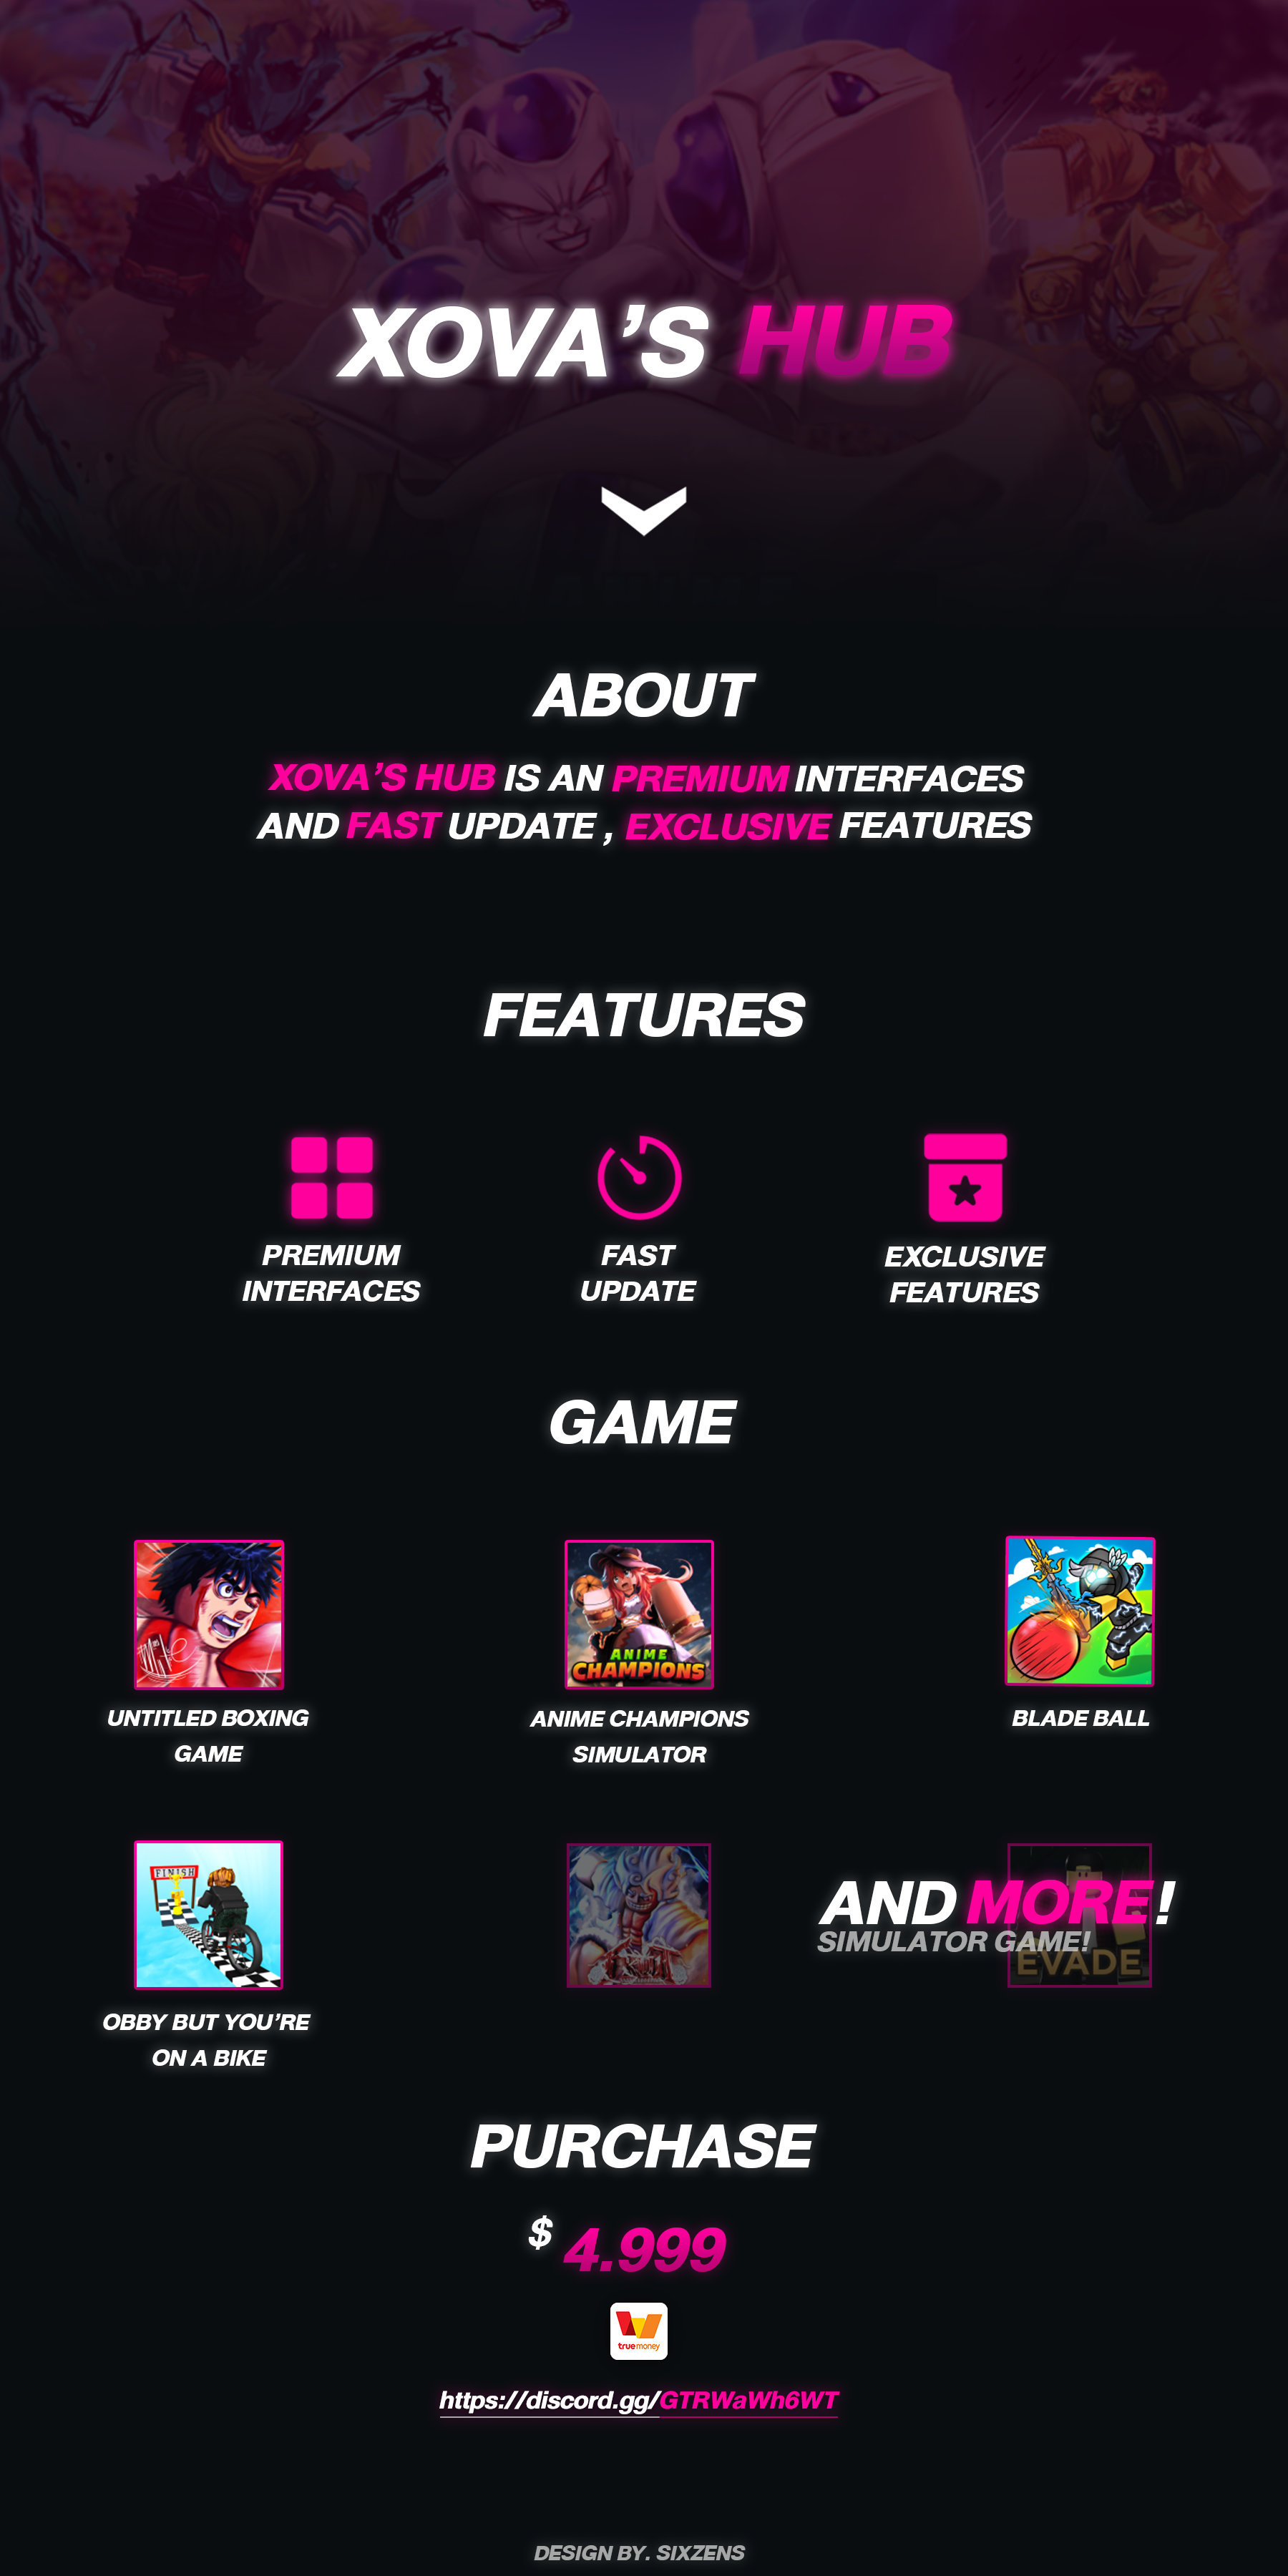 XOVA’S HUB
ABOUT
XOVA’S HUB IS AN PREMIUM INTERFACES
AND FAST UPDATE , EXCLUSIVE FEATURES
FEATURES
PREMIUM
INTERFACES
FAST
UPDATE
EXCLUSIVE
FEATURES
GAME
ANIME
CHAMPIONS
UNTITLED BOXING
GAME
ANIME CHAMPIONS
SIMULATOR
BLADE BALL
FINISH
AND MORE!
SIMULATOR GAME!
EVADE
OBBY BUT YOU’RE
ON A BIKE
PURCHASE
$ 4.999
truemoney
https://discord.gg/GTRWaWh6WT
DESIGN BY. SIXZENS